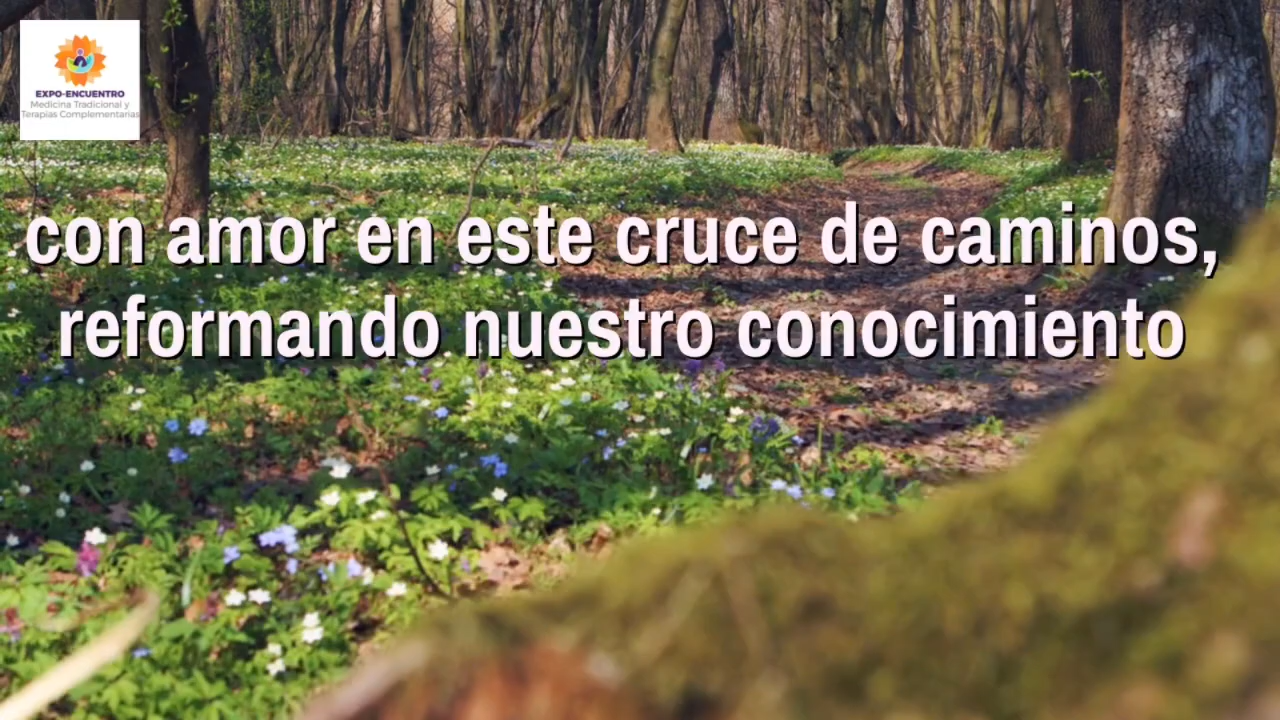 EXPO-ENCUENTRO
Medicina Tradicional y
Terapias Complementarias
con amor en este cruce de caminos,
reformando nuestro conocimiento